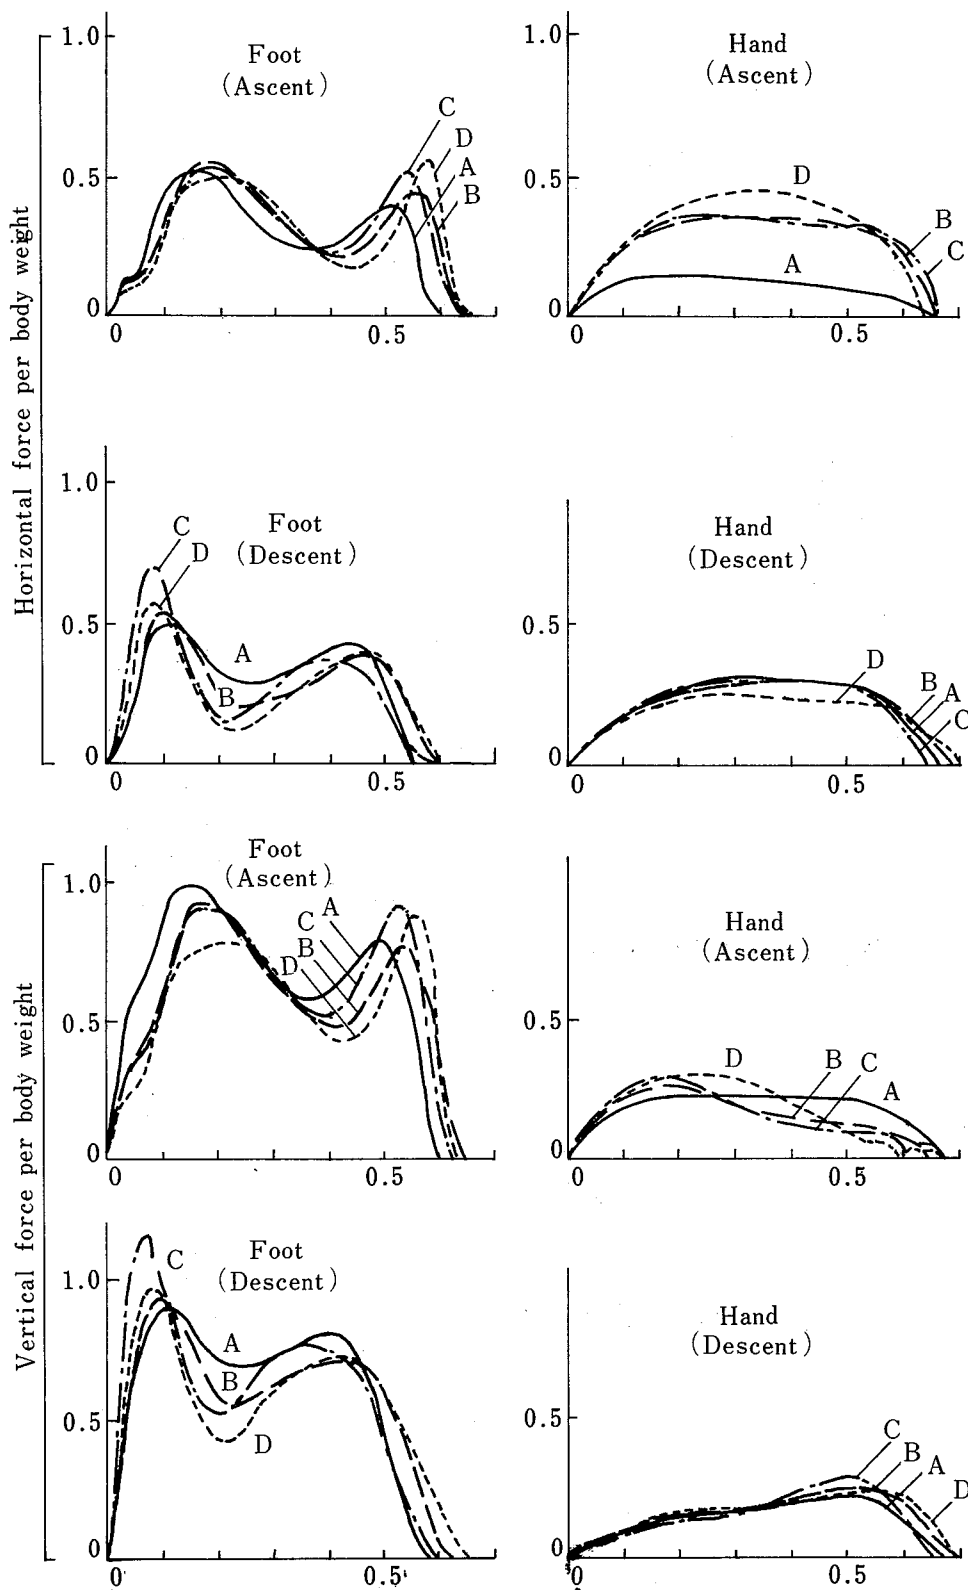 Horizontal force per body weight
1.0
Foot
(Ascent)
C
D
A
B
0.5
0
0
0.5
1.0
Hand
(Ascent)
D
B
C
A
0.5
0
0
0.5
1.0
Foot
(Descent)
C
D
A
B
0.5
0
0
0.5
Hand
(Descent)
0.5
D
B
A
C
0
0
0.5
Vertical force per body weight
Foot
(Ascent)
1.0
A
C
B
D
0.5
0
0
0.5
Hand
(Ascent)
0.5
D
B
C
A
0
0
0.5
Foot
(Descent)
C
1.0
A
B
D
0.5
0
0
0.5
Hand
(Descent)
0.5
C
B
A
D
0
0
0.5